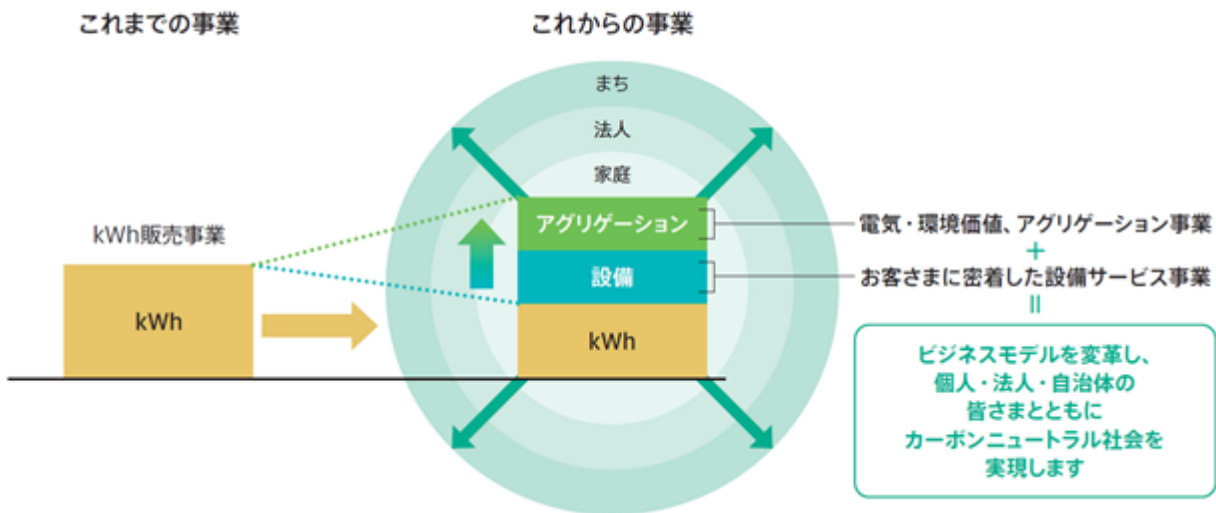 これまでの事業
これからの事業
まち
法人
家庭
kWh販売事業
kWh
アグリゲーション
設備
kWh
電気・環境価値、アグリゲーション事業
+
お客さまに密着した設備サービス事業
=
ビジネスモデルを変革し、
個人・法人・自治体の
皆さまとともに
カーボンニュートラル社会を
実現します